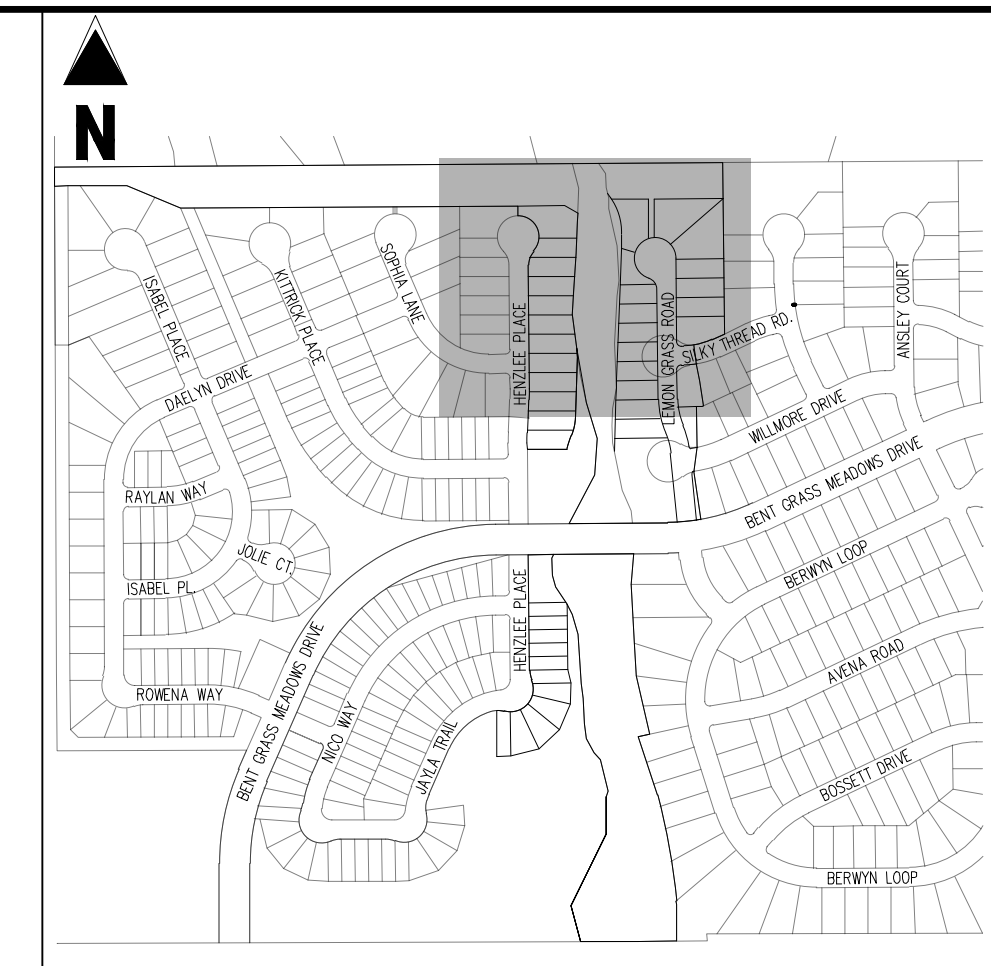 N
ISABEL PLACE
KITTRICK PLACE
SOPHIA LANE
HENZLEE PLACE
LEMON GRASS ROAD
SILKY THREAD RD.
ANSLEY COURT
DAELYN DRIVE
WILLMORE DRIVE
BENT GRASS MEADOWS DRIVE
RAYLAN WAY
JOLIE CT.
ISABEL PL.
BERWYN LOOP
HENZLEE PLACE
AVENA ROAD
ROWENA WAY
BENT GRASS MEADOWS DRIVE
NICO WAY
JAYLA TRAIL
BOSSETT DRIVE
BERWYN LOOP